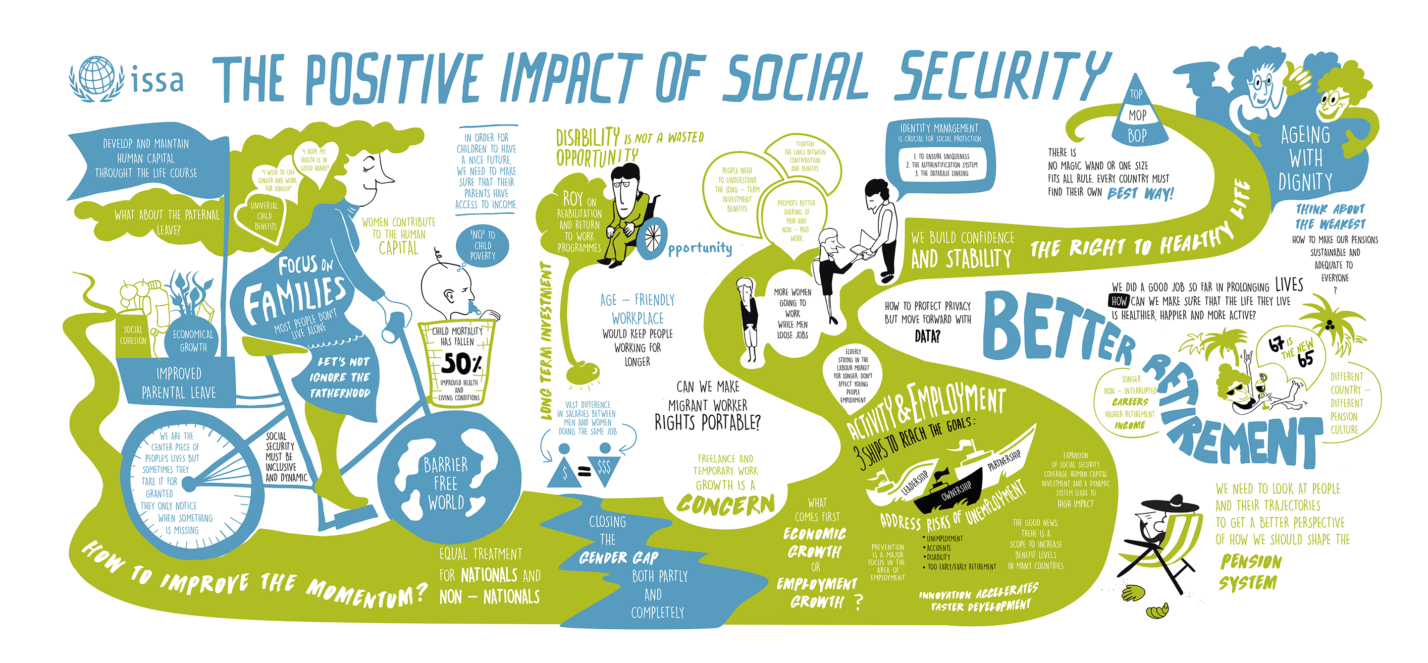 issa
THE POSITIVE IMPACT OF SOCIAL SECURITY
DEVELOP AND MAINTAIN
HUMAN CAPITAL
THROUGHT THE LIFE COURSE
WHAT ABOUT THE PATERNAL
LEAVE?
"I WISH TO LIVE
LONGER AND WORK
FOR LONGER"
"I HOPE MY
HEALTH IS IN
GOOD HANDS"
UNIVERSAL
CHILD
BENEFITS
WOMEN CONTRIBUTE
TO THE HUMAN
CAPITAL
FOCUS ON
FAMILIES
MOST PEOPLE DON'T
LIVE ALONE
LET'S NOT
IGNORE THE
FATHERHOOD
SOCIAL
COHESION
ECONOMICAL
GROWTH
IMPROVED
PARENTAL LEAVE
WE ARE THE
CENTER PIECE OF
PEOPLE'S LIVES BUT
SOMETIMES THEY
TAKE IT FOR
GRANTED
THEY ONLY NOTICE
WHEN SOMETHING
IS MISSING
SOCIAL
SECURITY
MUST BE
INCLUSIVE
AND DYNAMIC
IN ORDER FOR
CHILDREN TO HAVE
A NICE FUTURE,
WE NEED TO MAKE
SURE THAT THEIR
PARENTS HAVE
ACCESS TO INCOME
'NO' TO
CHILD
POVERTY
CHILD MORTALITY
HAS FALLEN
50%
IMPROVED HEALTH
AND
LIVING CONDITIONS
BARRIER
FREE
WORLD
HOW TO IMPROVE THE MOMENTUM?
EQUAL TREATMENT
FOR NATIONALS AND
NON – NATIONALS
DISABILITY IS NOT A WASTED
OPPORTUNITY
ROY ON
REABILITATION
AND RETURN
TO WORK
PROGRAMMES
pportunity
LONG TERM INVESTMENT
AGE – FRIENDLY
WORKPLACE
WOULD KEEP PEOPLE
WORKING FOR
LONGER
VAST DIFFERENCE
IN SALARIES BETWEEN
MEN AND WOMEN
DOING THE SAME JOB
$ = $$$
CLOSING
THE
GENDER GAP
BOTH PARTLY
AND
COMPLETELY
CAN WE MAKE
MIGRANT WORKER
RIGHTS PORTABLE?
FREELANCE AND
TEMPORARY WORK
GROWTH IS A
CONCERN
PEOPLE NEED
TO UNDERSTAND
THE LONG – TERM
INVESTMENT
BENEFITS
THE LINKS BETWEEN
CONTRIBUTION
AND BENEFITS
PROMOTE BETTER
SHARING OF
PAID AND
NON – PAID
WORK
MORE WOMEN
GOING TO
WORK
WHILE MEN
LOOSE JOBS
IDENTITY MANAGEMENT
IS CRUCIAL FOR SOCIAL PROTECTION
1. TO ENSURE UNIQUENESS
2. THE AUTHENTIFICATION SYSTEM
3. THE DATABASE LINKING
WE BUILD CONFIDENCE
AND STABILITY
THE RIGHT TO HEALTHY LIFE
HOW TO PROTECT PRIVACY
BUT MOVE FORWARD WITH
DATA?
ELDERLY
STAYING IN THE
LABOUR MARKET
FOR LONGER, DON'T
AFFECT YOUNG
PEOPLE
EMPLOYMENT
ACTIVITY & EMPLOYMENT
3 SHIPS TO REACH THE GOALS:
LEADERSHIP
OWNERSHIP
PARTNERSHIP
ADDRESS RISKS OF UNEMPLOYMENT
• UNEMPLOYMENT
• ACCIDENTS
• DISABILITY
• TOO EARLY/EARLY RETIREMENT
WHAT
COMES FIRST
ECONOMIC
GROWTH
OR
EMPLOYMENT
GROWTH ?
PREVENTION
IS A MAJOR
FOCUS IN THE
AREA OF
EMPLOYMENT
EXPANSION
OF SOCIAL SECURITY
COVERAGE, HUMAN CAPITAL
INVESTMENT, AND A DYNAMIC
SYSTEM LEADS TO
HIGH IMPACT
THE GOOD NEWS:
TREHE IS A
SCOPE TO INCREASE
BENEFIT LEVELS
IN MANY COUNTRIES
INNOVATION ACCELERATES
TASTER DEVELOPMENT
TOP
MOP
BOP
THERE IS
NO MAGIC WAND OR ONE SIZE
FITS ALL RULE, EVERY COUNTRY MUST
FIND THEIR OWN BEST WAY!
AGEING
WITH
DIGNITY
THINK ABOUT
THE WEAREST
HOW TO MAKE OUR PENSIONS
SUSTAINABLE AND
ADEQUATE TO
EVERYONE
?
WE DID A GOOD JOB SO FAR IN PROLONGING LIVES
HOW CAN WE MAKE SURE THAT THE LIFE THEY LIVE
IS HEALTHIER, HAPPIER AND MORE ACTIVE?
BETTER
RETIREMENT
67 IS THE NEW 65
LONGER
NON – INTERRUPTED
CAREERS
HIGHER RETIREMENT
INCOME
DIFFERENT
COUNTRY –
DIFFERENT
PENSION
CULTURE
WE NEED TO LOOK AT PEOPLE
AND THEIR TRAJECTORIES
TO GET A BETTER PERSPECTIVE
OF HOW WE SHOULD SHAPE THE
PENSION
SYSTEM